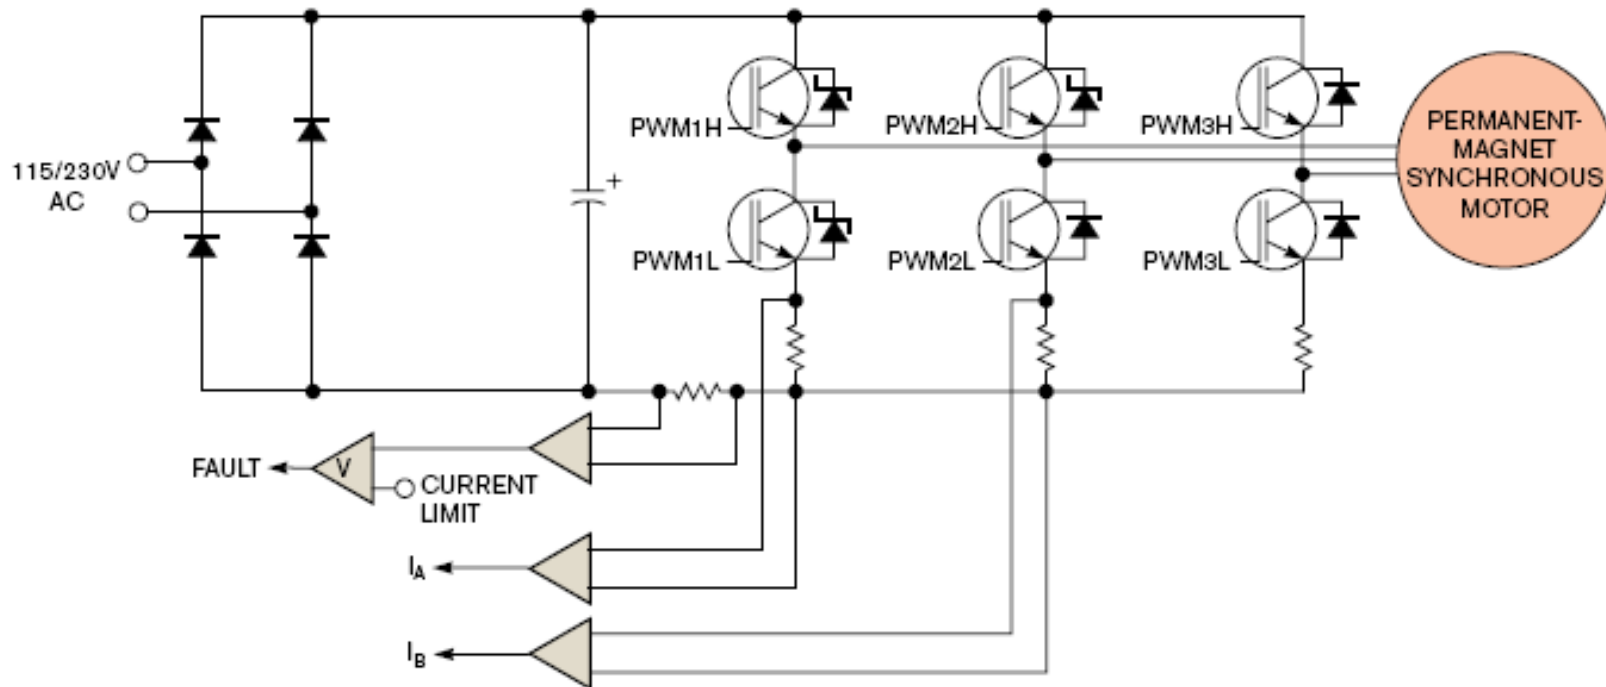 115/230V
AC
+
PWM1H
PWM2H
PWM3H
PERMANENT-
MAGNET
SYNCHRONOUS
MOTOR
PWM1L
PWM2L
PWM3L
FAULT
V
CURRENT
LIMIT
IA
IB